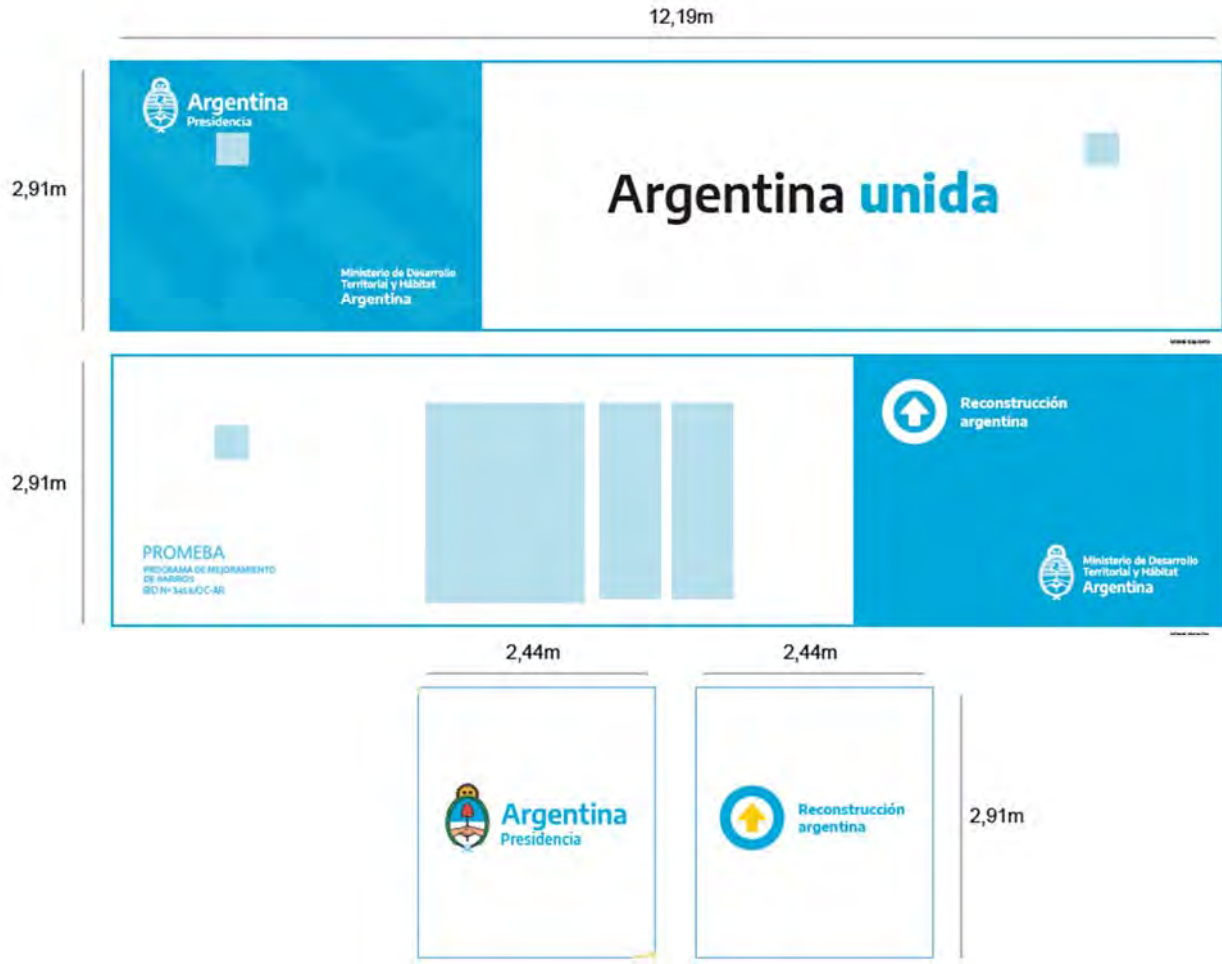 12,19m
2,91m
Argentina
Presidencia
Argentina unida
Ministerio de Desarrollo
Territorial y Hábitat
Argentina
2,91m
Reconstrucción
argentina
PROMEBA
PROGRAMA DE MEJORAMIENTO
DE BARRIOS
Ministerio de Desarrollo
Territorial y Hábitat
Argentina
2,44m
2,44m
Argentina
Presidencia
Reconstrucción
argentina
2,91m